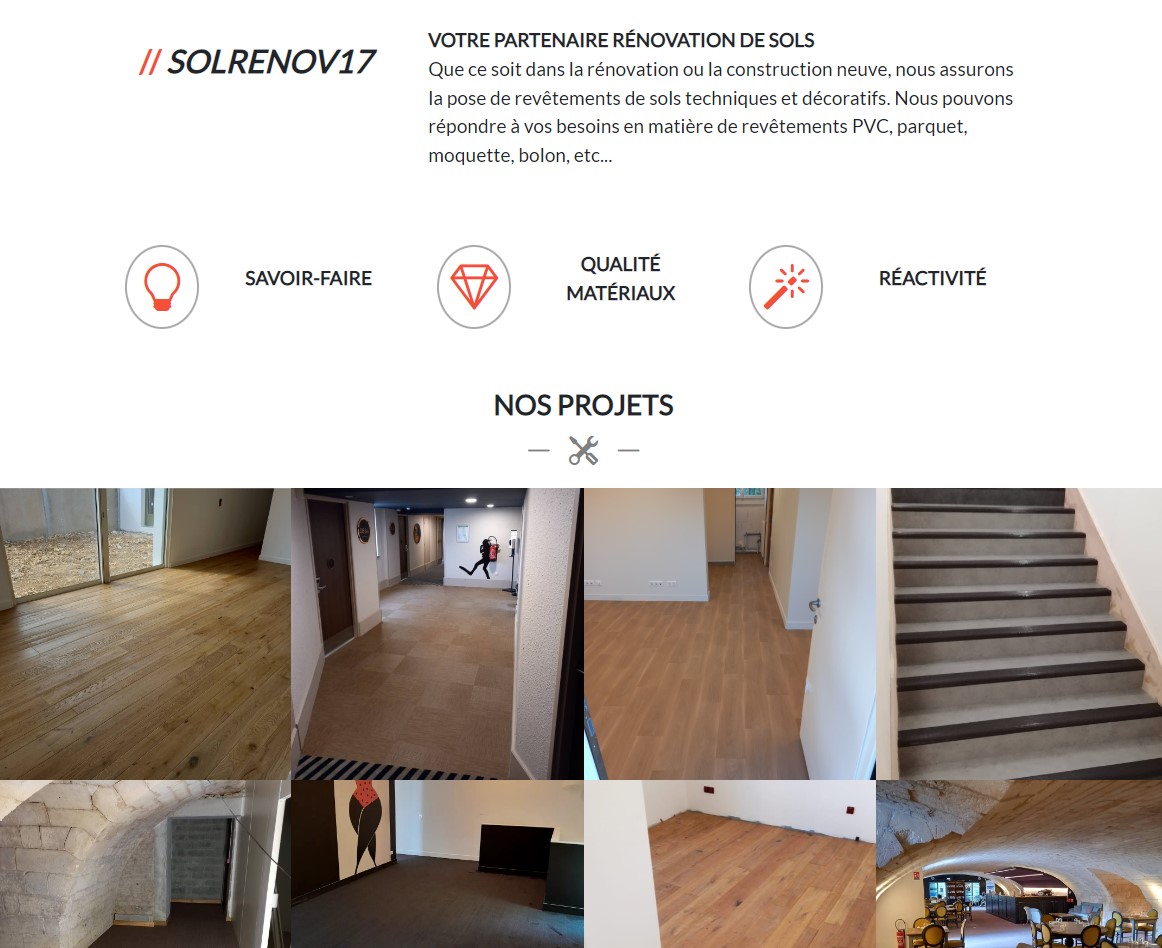 // SOLRENOV17
VOTRE PARTENAIRE RÉNOVATION DE SOLS
Que ce soit dans la rénovation ou la construction neuve, nous assurons
la pose de revêtements de sols techniques et décoratifs. Nous pouvons
répondre à vos besoins en matière de revêtements PVC, parquet,
moquette, bolon, etc...
SAVOIR-FAIRE
QUALITÉ
MATÉRIAUX
RÉACTIVITÉ
NOS PROJETS